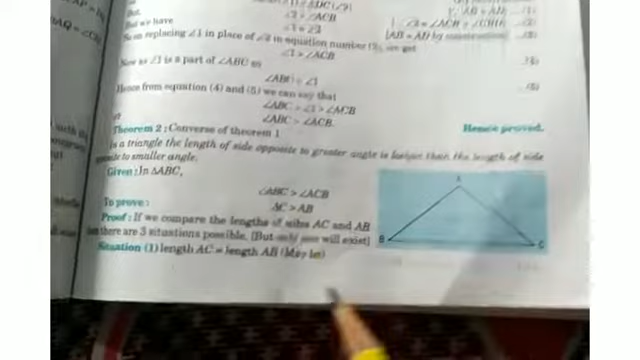 But,
But we have
∠2 > ∠ACB
∠1 = ∠2
So on replacing ∠1 in place of ∠2 in equation number (3), we get
∠1 > ∠ACB ...(4)
Now as ∠1 is a part of ∠ABC so
∠ABC > ∠1 ...(5)
Hence from equation (4) and (5) we can say that
∠ABC > ∠1 > ∠ACB
or
∠ABC > ∠ACB.
Hence proved.
Theorem 2 : Converse of theorem 1
In a triangle the length of side opposite to greater angle is longer than the length of side
opposite to smaller angle.
Given : In ΔABC,
∠ABC > ∠ACB
To prove : AC > AB
Proof : If we compare the lengths of sides AC and AB
then there are 3 situations possible. [But only one will exist]
Situation (1) length AC = length AB (May be)
A
B
C